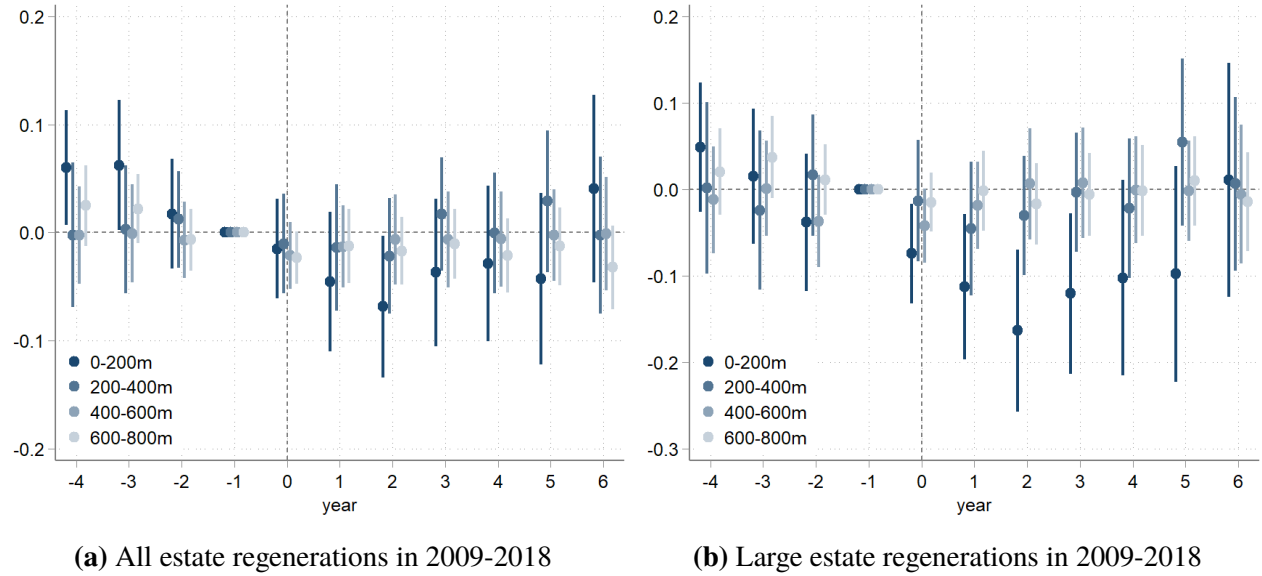 0.2
0.1
0.0
-0.1
-0.2
0-200m
200-400m
400-600m
600-800m
-4 -3 -2 -1 0 1 2 3 4 5 6
year
(a) All estate regenerations in 2009-2018
0.2
0.1
0.0
-0.1
-0.2
-0.3
0-200m
200-400m
400-600m
600-800m
-4 -3 -2 -1 0 1 2 3 4 5 6
year
(b) Large estate regenerations in 2009-2018